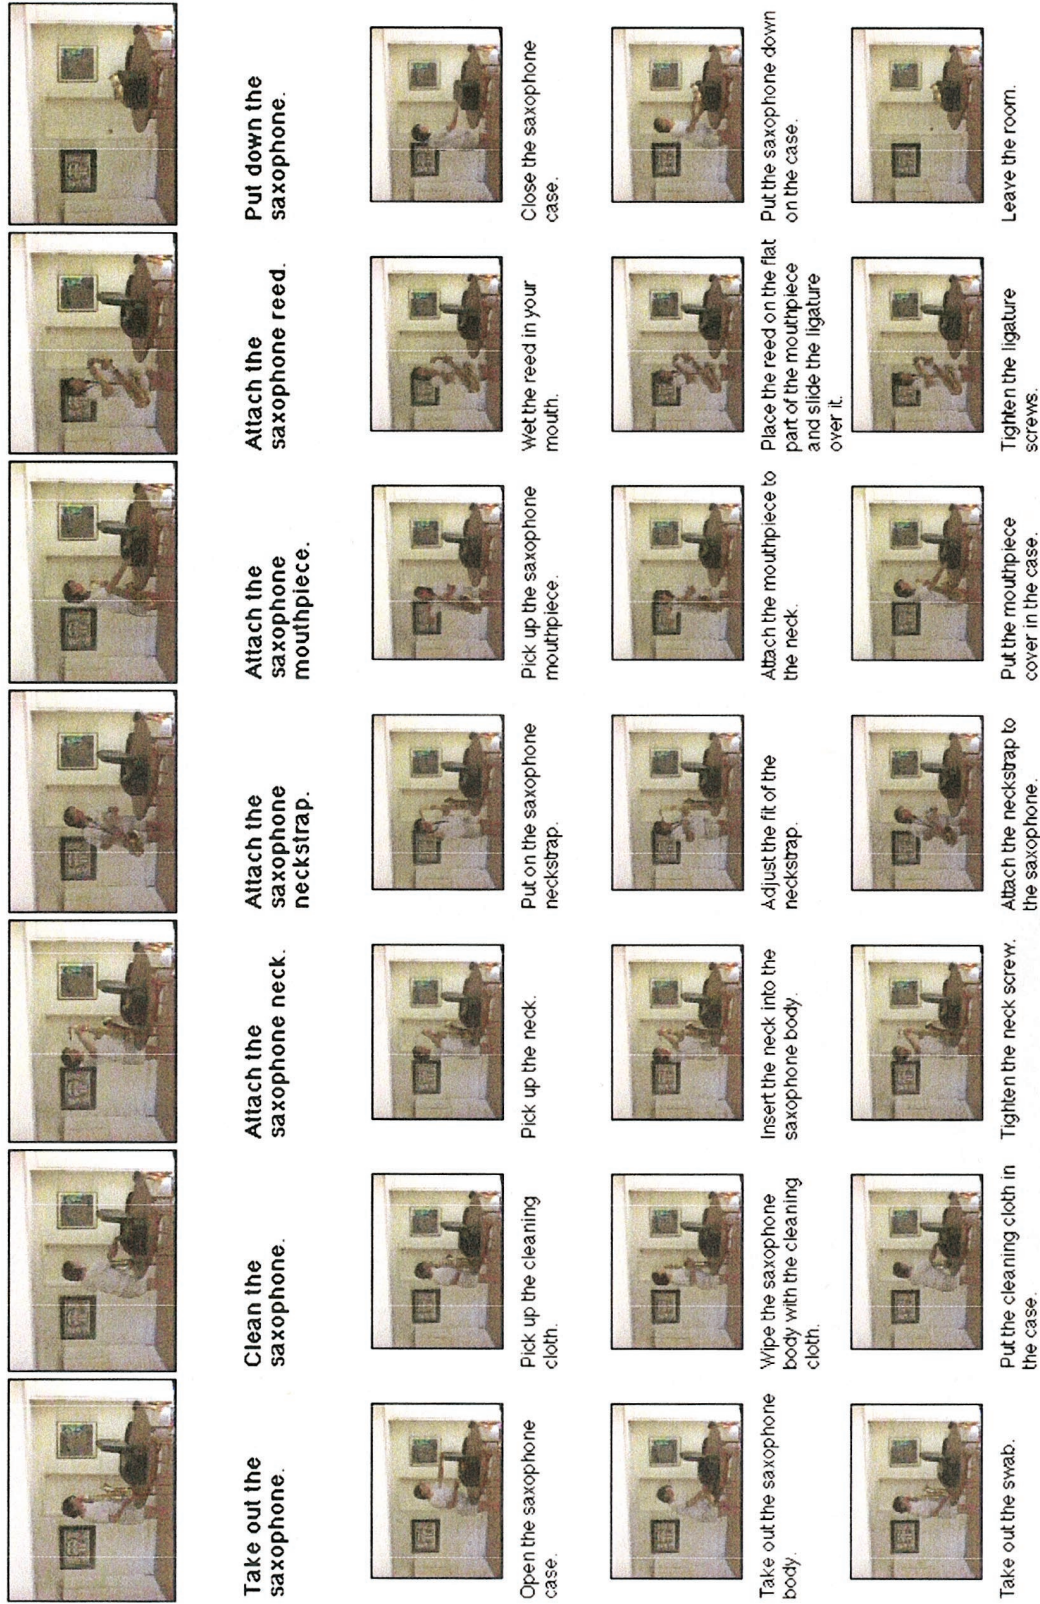 Take out the
saxophone.
Open the saxophone
case.
Take out the saxophone
body.
Take out the swab.
Clean the
saxophone.
Pick up the cleaning
cloth.
Wipe the saxophone
body with the cleaning
cloth.
Put the cleaning cloth in
the case.
Attach the
saxophone neck.
Pick up the neck.
Insert the neck into the
saxophone body.
Tighten the neck screw.
Attach the
saxophone
neckstrap.
Put on the saxophone
neckstrap.
Adjust the fit of the
neckstrap.
Attach the neckstrap to
the saxophone.
Attach the
saxophone
mouthpiece.
Pick up the saxophone
mouthpiece.
Attach the mouthpiece to
the neck.
Put the mouthpiece
cover in the case.
Attach the
saxophone reed.
Wet the reed in your
mouth.
Place the reed on the flat
part of the mouthpiece
and slide the ligature
over it.
Tighten the ligature
screws.
Put down the
saxophone.
Close the saxophone
case.
Put the saxophone down
on the case.
Leave the room.